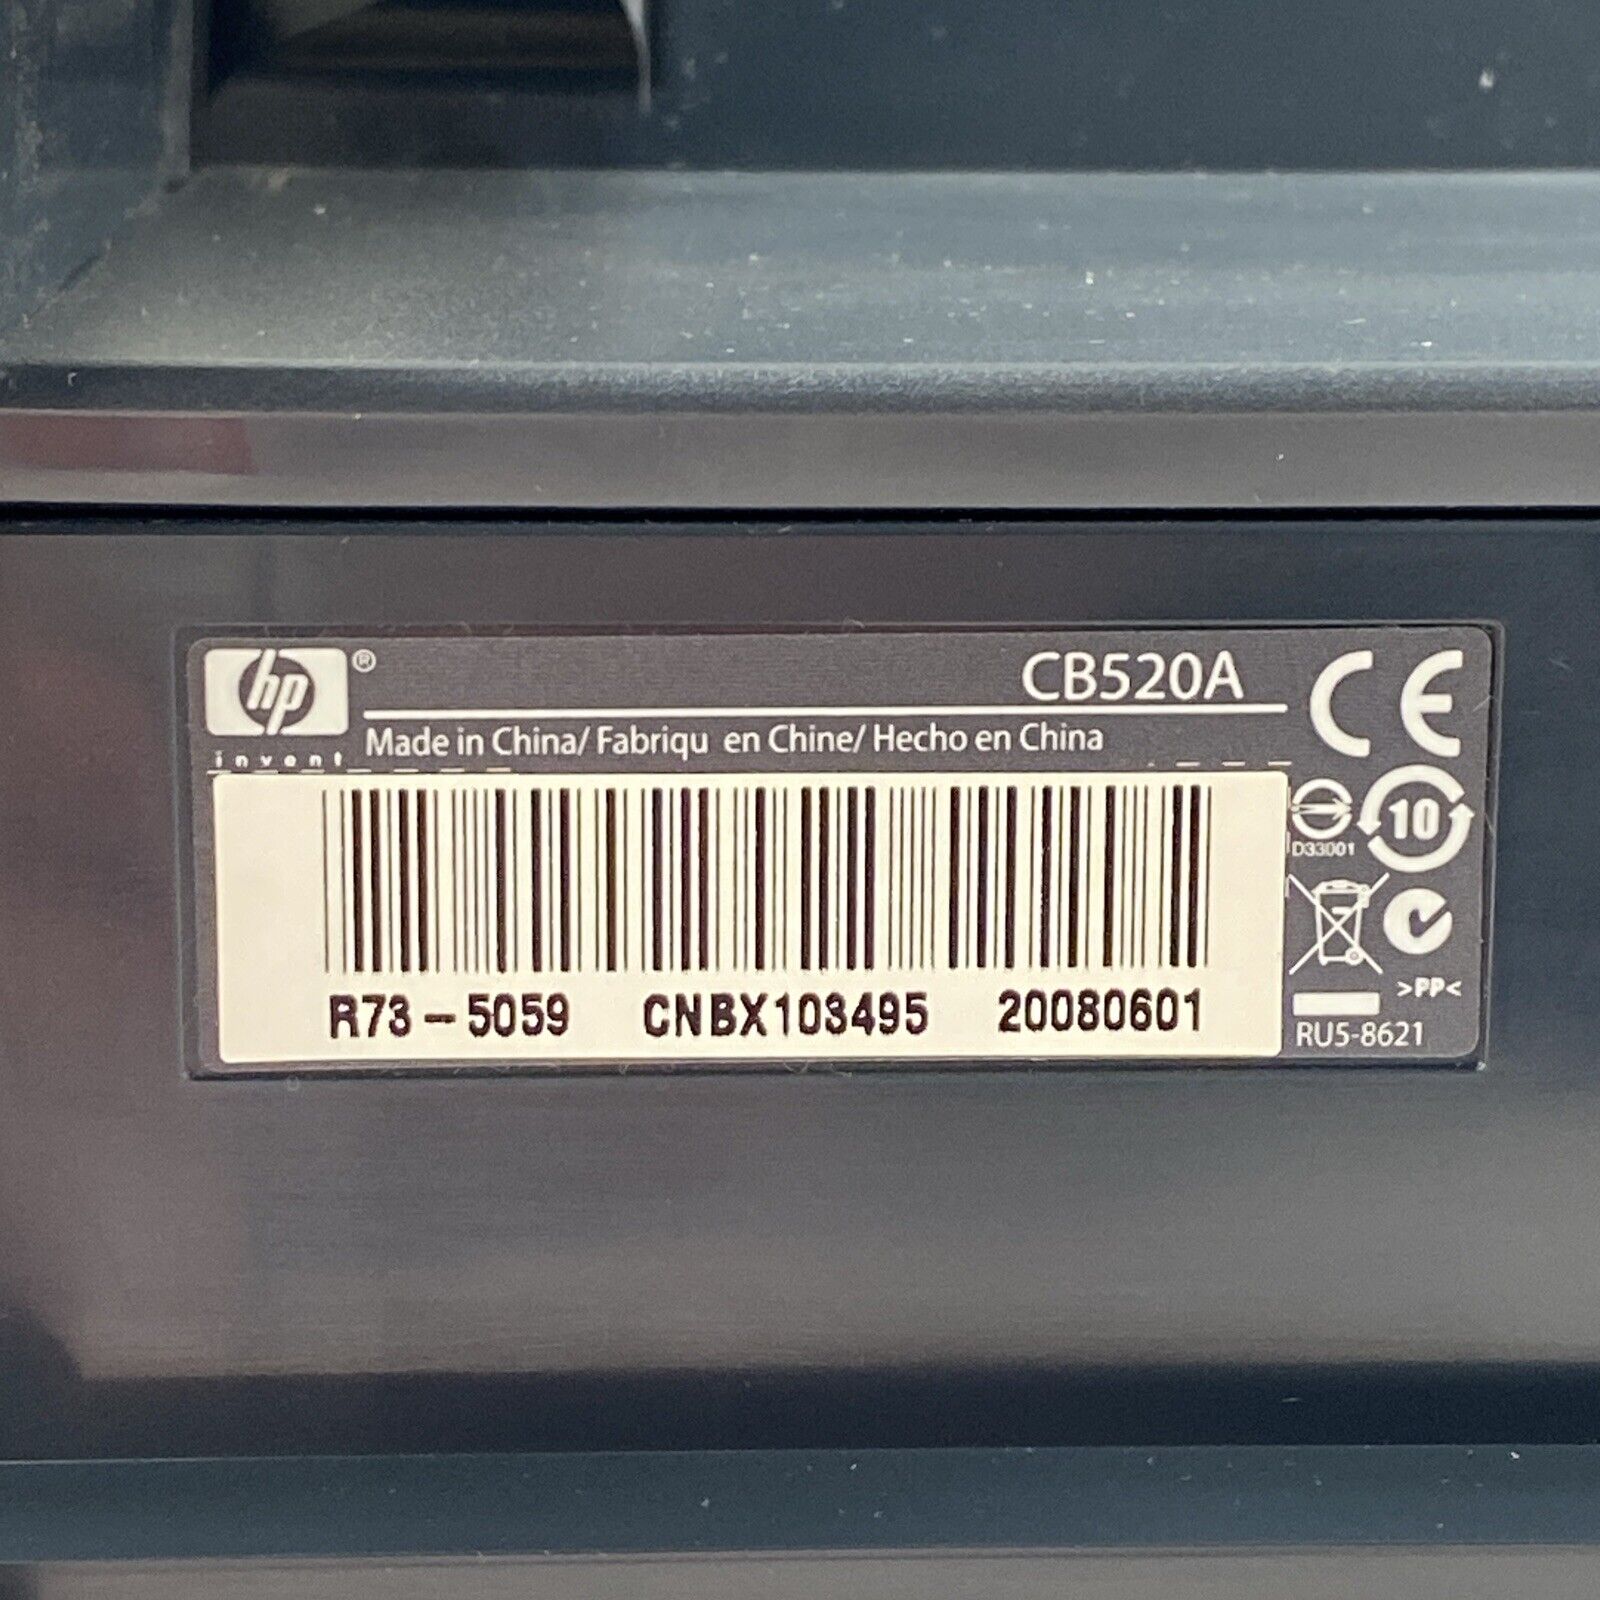 hp®
invent
CB520A
Made in China/ Fabriqu en Chine/ Hecho en China
CE
10
D33001
R73-5059 CNBX103495 20080601
>PP<
RU5-8621